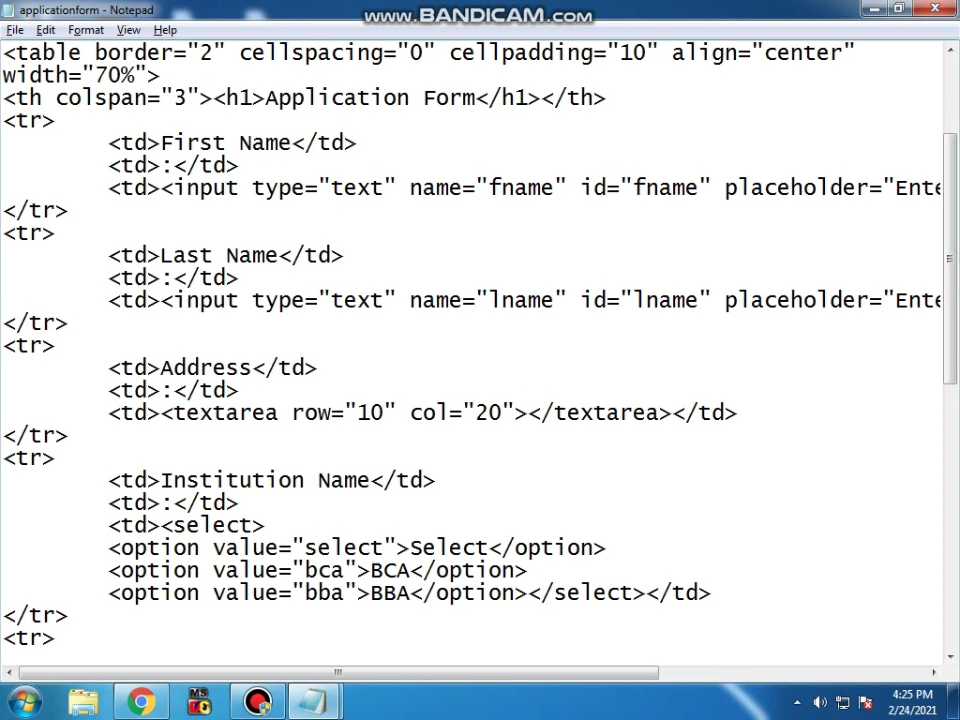 applicationform - Notepad
www.BANDICAM.com
File Edit Format View Help
<table border="2" cellspacing="0" cellpadding="10" align="center"
width="70%">
<th colspan="3"><h1>Application Form</h1></th>
<tr>
<td>First Name</td>
<td>:</td>
<td><input type="text" name="fname" id="fname" placeholder="Ente
</tr>
<tr>
<td>Last Name</td>
<td>:</td>
<td><input type="text" name="lname" id="lname" placeholder="Ente
</tr>
<tr>
<td>Address</td>
<td>:</td>
<td><textarea row="10" col="20"></textarea></td>
</tr>
<tr>
<td>Institution Name</td>
<td>:</td>
<td><select>
<option value="select">Select</option>
<option value="bca">BCA</option>
<option value="bba">BBA</option></select></td>
</tr>
<tr>
MS
4:25 PM
2/24/2021